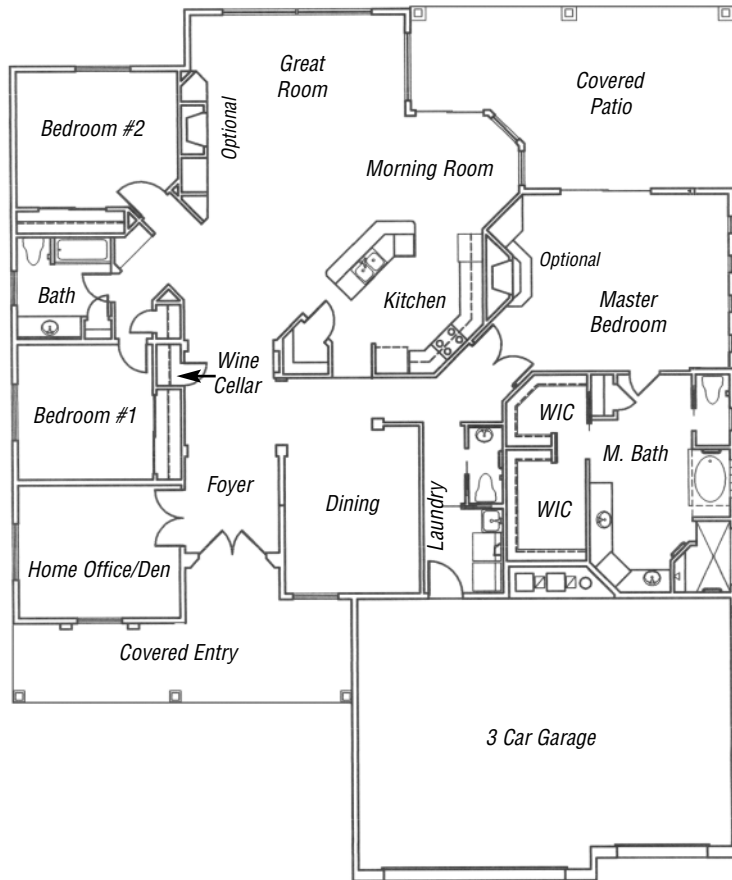 Great
Room
Covered
Patio
Bedroom #2
Optional
Morning Room
Optional
Bath
Kitchen
Master
Bedroom
Wine
Cellar
Bedroom #1
WIC
M. Bath
Foyer
Dining
Laundry
WIC
Home Office/Den
Covered Entry
3 Car Garage